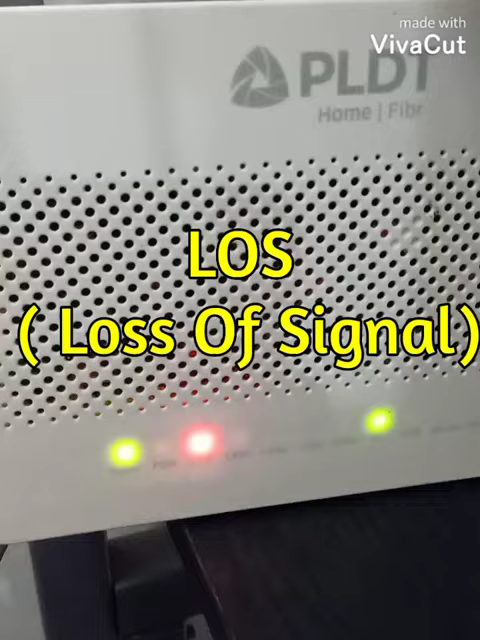 made with
VivaCut
PLDT
Home | Fibr
LOS
( Loss Of Signal)